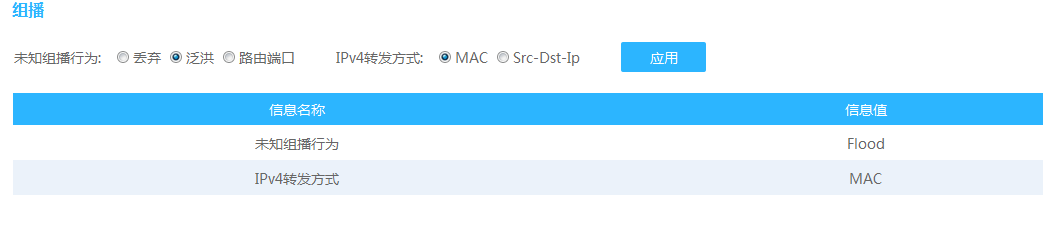 组播
未知组播行为: 丢弃 泛洪 路由端口 IPv4转发方式: MAC Src-Dst-Ip 应用
信息名称 信息值
未知组播行为 Flood
IPv4转发方式 MAC